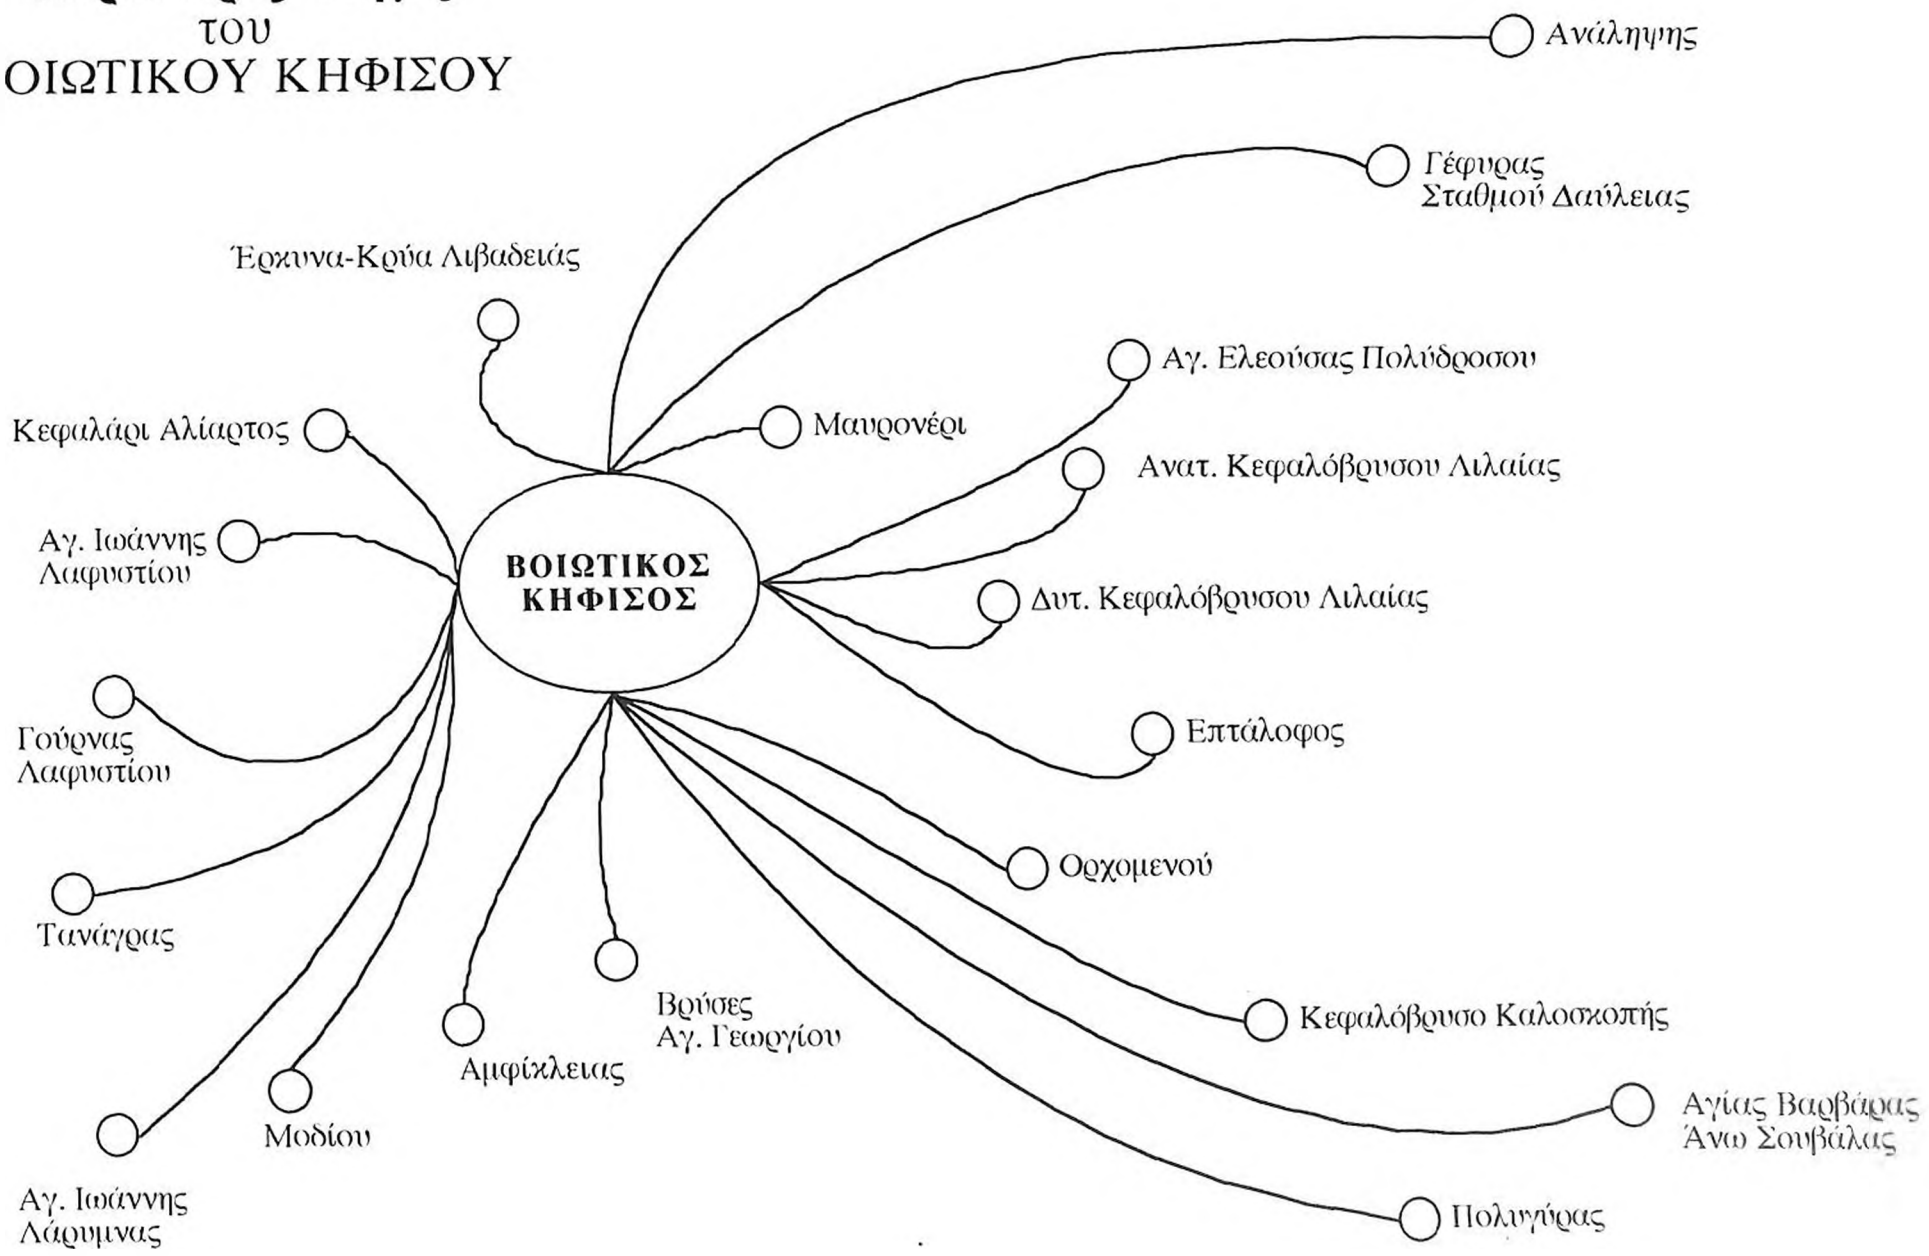 του
ΟΙΩΤΙΚΟΥ ΚΗΦΙΣΟΥ
Ανάληψης
Γέφυρας
Σταθμού Δαύλειας
Έρκυνα-Κρύα Λιβαδειάς
Αγ. Ελεούσας Πολύδροσου
Κεφαλάρι Αλίαρτος
Μαυρονέρι
Ανατ. Κεφαλόβρυσου Λιλαίας
Αγ. Ιωάννης
Λαφυστίου
ΒΟΙΩΤΙΚΟΣ
ΚΗΦΙΣΟΣ
Δυτ. Κεφαλόβρυσου Λιλαίας
Γούρνας
Λαφυστίου
Επτάλοφος
Ορχομενού
Τανάγρας
Βρύσες
Αγ. Γεωργίου
Κεφαλόβρυσο Καλοσκοπής
Αμφίκλειας
Μοδίου
Αγίας Βαρβάρας
Άνω Σουβάλας
Αγ. Ιωάννης
Λάρυμνας
Πολυγύρας